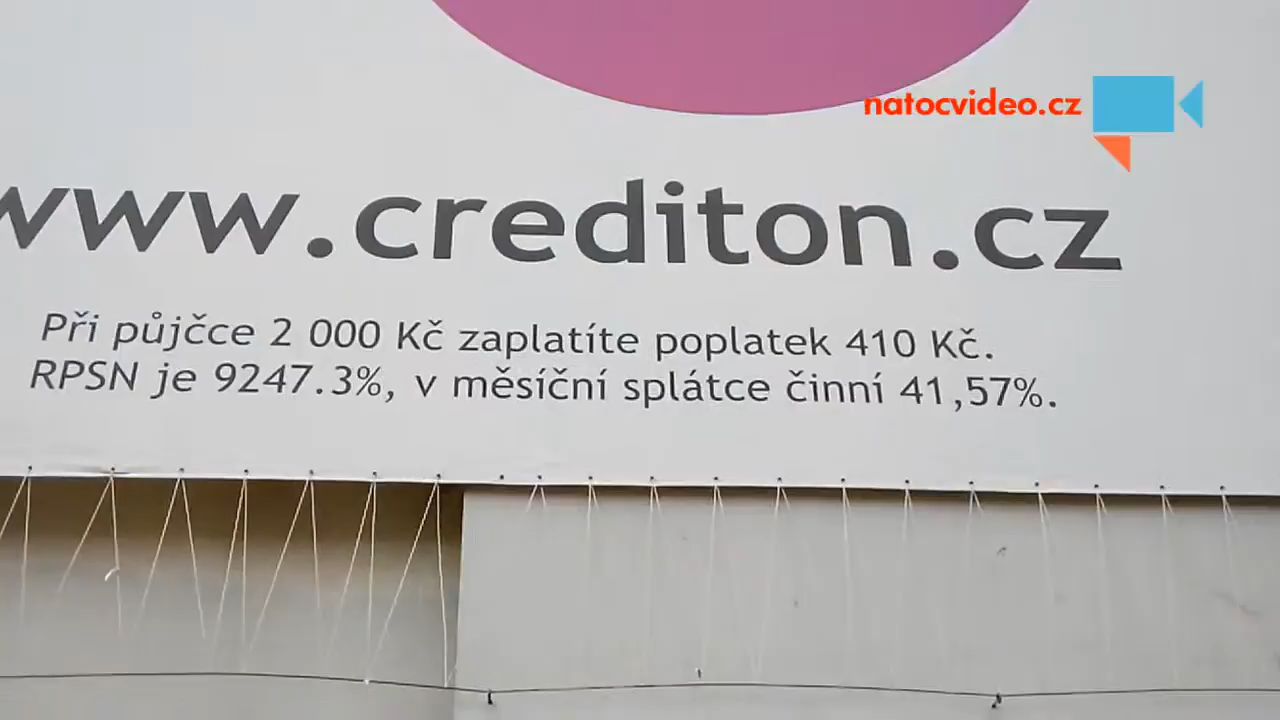 natocvideo.cz
www.crediton.cz
Při půjčce 2 000 Kč zaplatíte poplatek 410 Kč.
RPSN je 9247.3%, v měsíční splátce činní 41,57%.